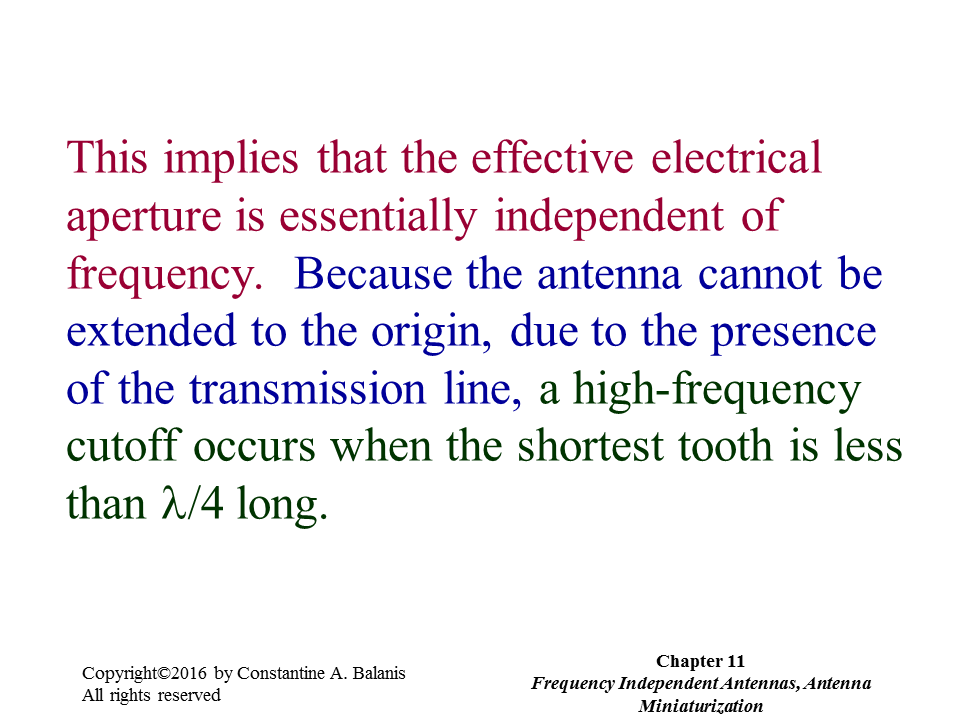 This implies that the effective electrical
aperture is essentially independent of
frequency.  Because the antenna cannot be
extended to the origin, due to the presence
of the transmission line, a high-frequency
cutoff occurs when the shortest tooth is less
than λ/4 long.
Copyright©2016 by Constantine A. Balanis
All rights reserved
Chapter 11
Frequency Independent Antennas, Antenna
Miniaturization